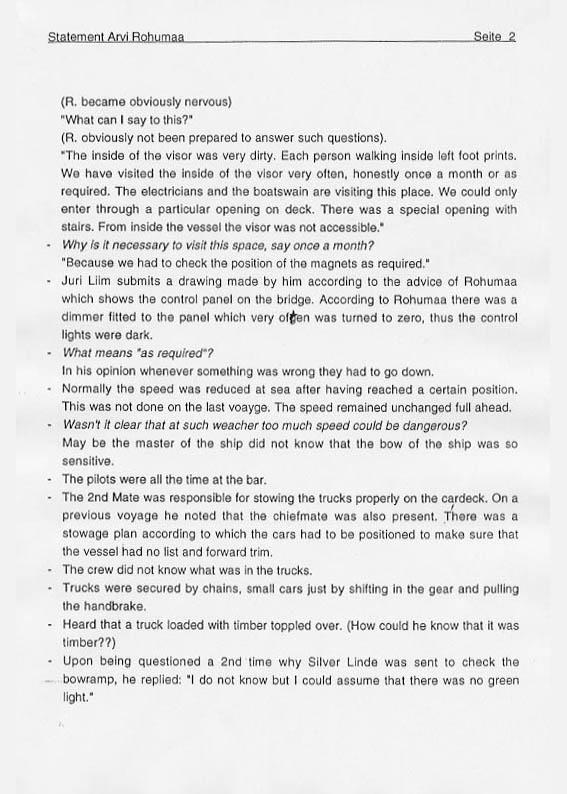 Statement Arvi Rohumaa Seite 2
(R. became obviously nervous)
"What can I say to this?"
(R. obviously not been prepared to answer such questions).
"The inside of the visor was very dirty. Each person walking inside left foot prints.
We have visited the inside of the visor very often, honestly once a month or as
required. The electricians and the boatswain are visiting this place. We could only
enter through a particular opening on deck. There was a special opening with
stairs. From inside the vessel the visor was not accessible."
- Why is it necessary to visit this space, say once a month?
"Because we had to check the position of the magnets as required."
- Juri Liim submits a drawing made by him according to the advice of Rohumaa
which shows the control panel on the bridge. According to Rohumaa there was a
dimmer fitted to the panel which very often was turned to zero, thus the control
lights were dark.
- What means "as required"?
In his opinion whenever something was wrong they had to go down.
- Normally the speed was reduced at sea after having reached a certain position.
This was not done on the last voayge. The speed remained unchanged full ahead.
- Wasn't it clear that at such weacher too much speed could be dangerous?
May be the master of the ship did not know that the bow of the ship was so
sensitive.
- The pilots were all the time at the bar.
- The 2nd Mate was responsible for stowing the trucks properly on the cardeck. On a
previous voyage he noted that the chiefmate was also present. There was a
stowage plan according to which the cars had to be positioned to make sure that
the vessel had no list and forward trim.
- The crew did not know what was in the trucks.
- Trucks were secured by chains, small cars just by shifting in the gear and pulling
the handbrake.
- Heard that a truck loaded with timber toppled over. (How could he know that it was
timber??)
- Upon being questioned a 2nd time why Silver Linde was sent to check the
bowramp, he replied: "I do not know but I could assume that there was no green
light."